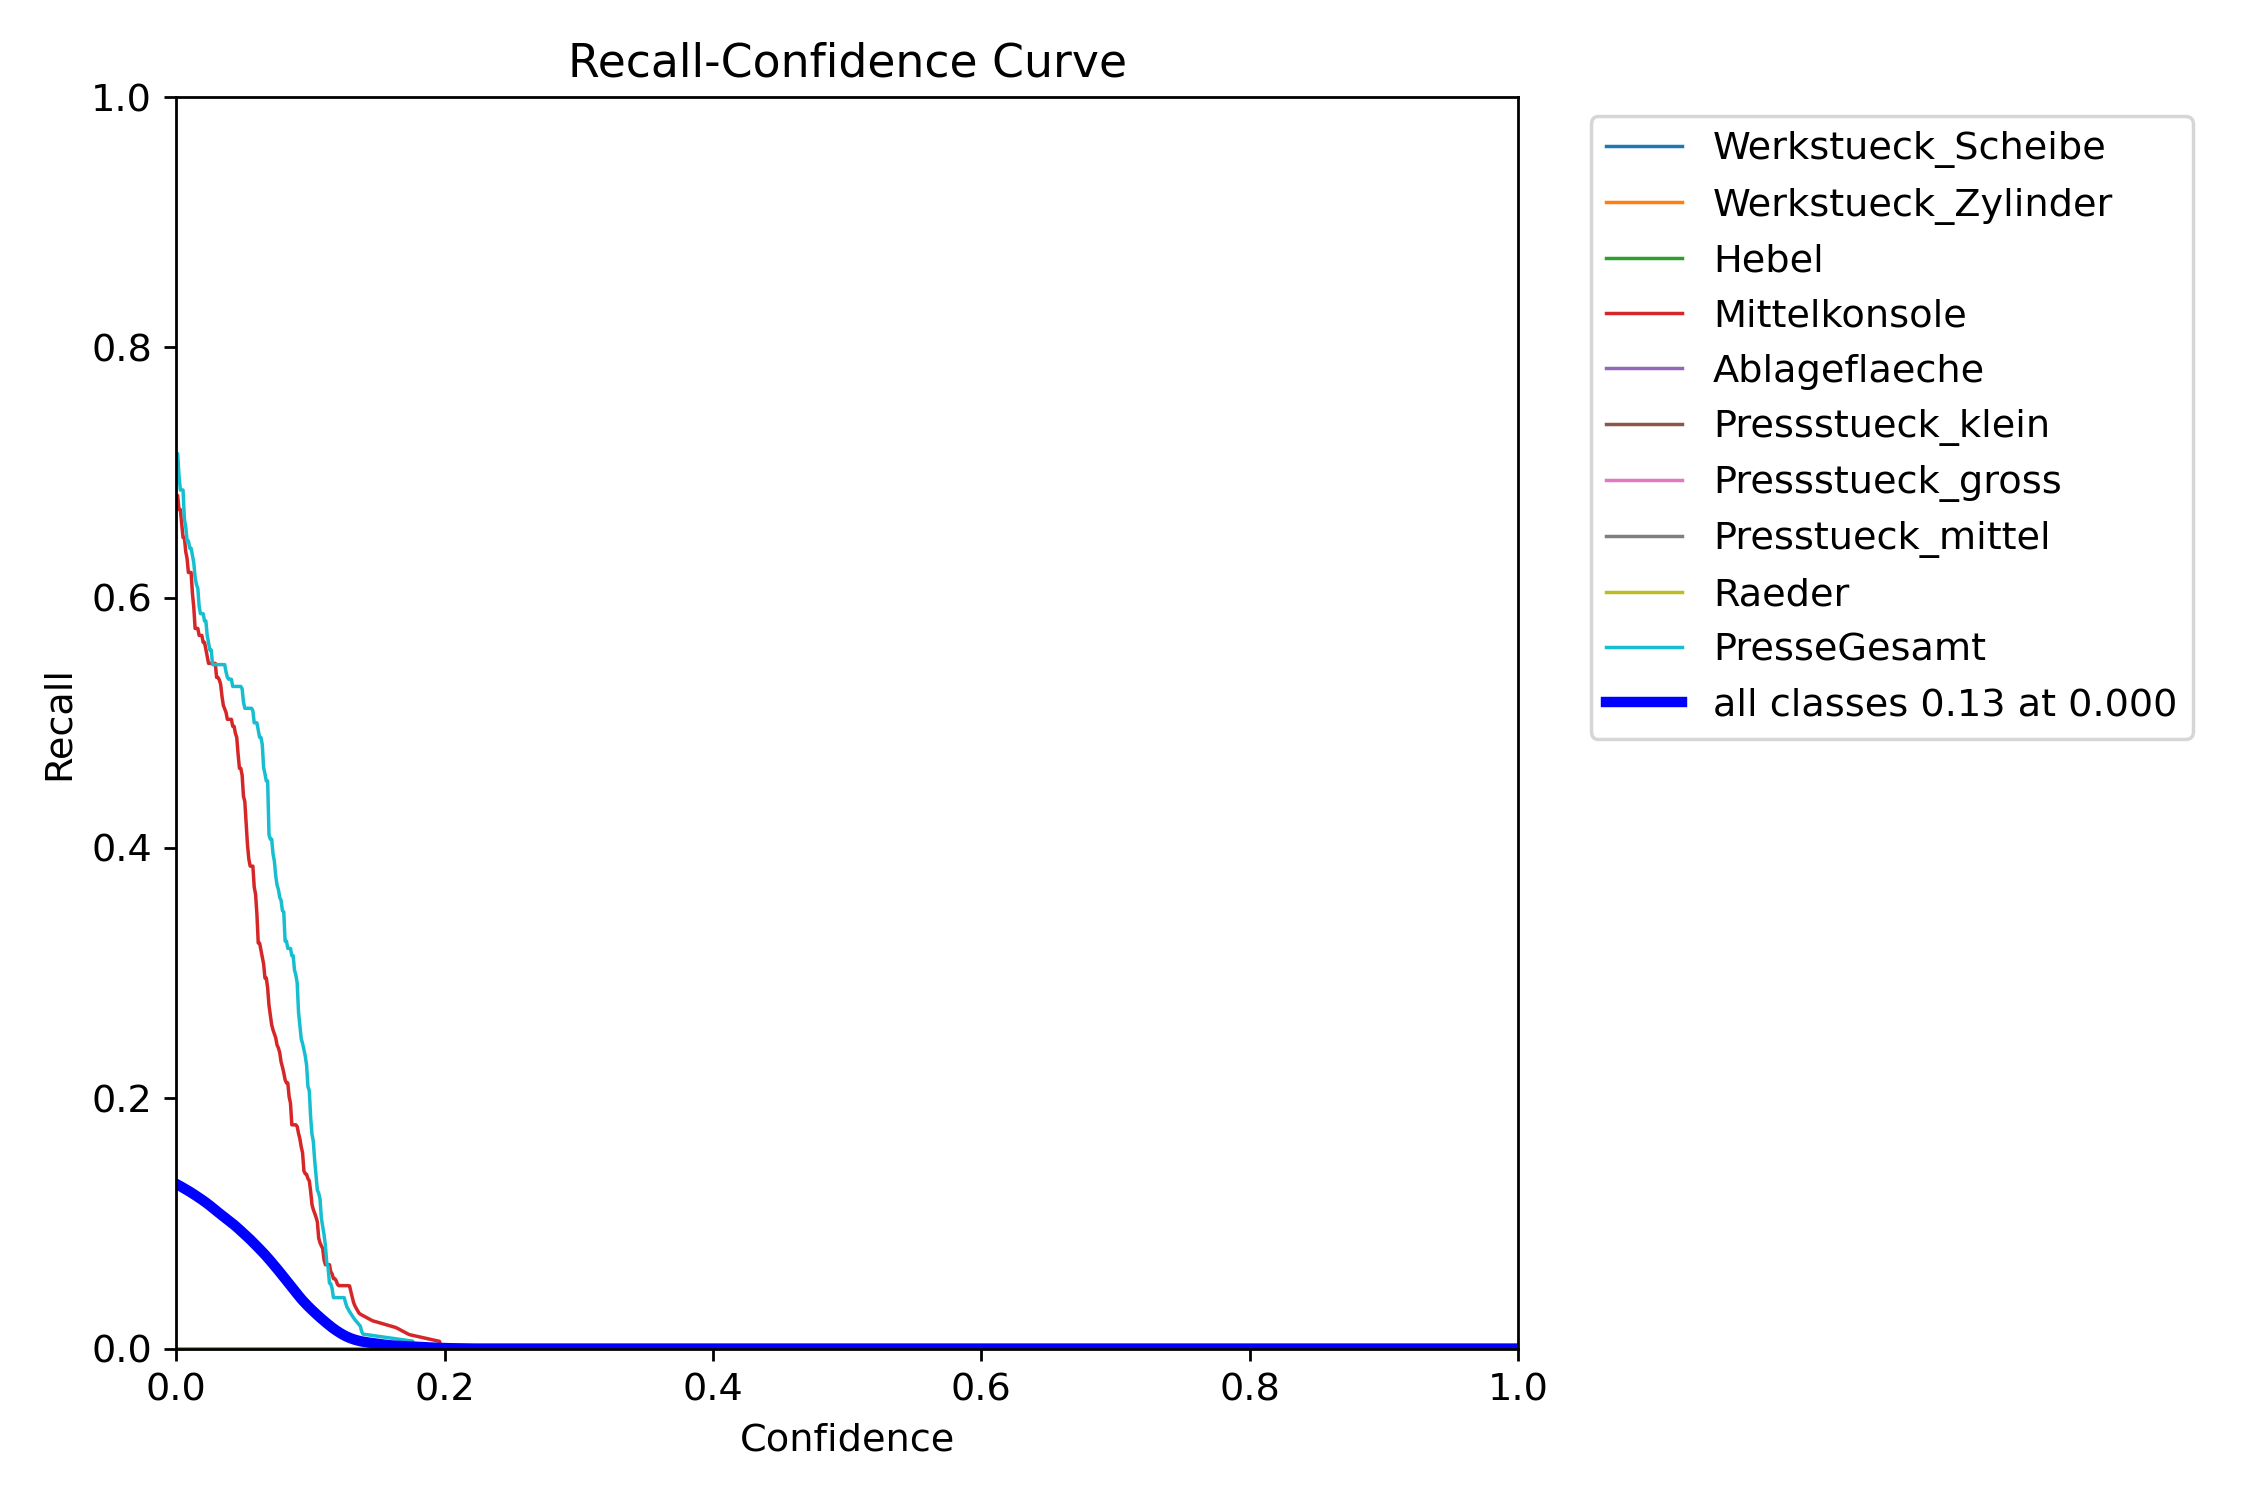 Recall-Confidence Curve
1.0
0.8
0.6
0.4
0.2
0.0
Recall
0.0 0.2 0.4 0.6 0.8 1.0
Confidence
Werkstueck_Scheibe
Werkstueck_Zylinder
Hebel
Mittelkonsole
Ablageflaeche
Pressstueck_klein
Pressstueck_gross
Presstueck_mittel
Raeder
PresseGesamt
all classes 0.13 at 0.000